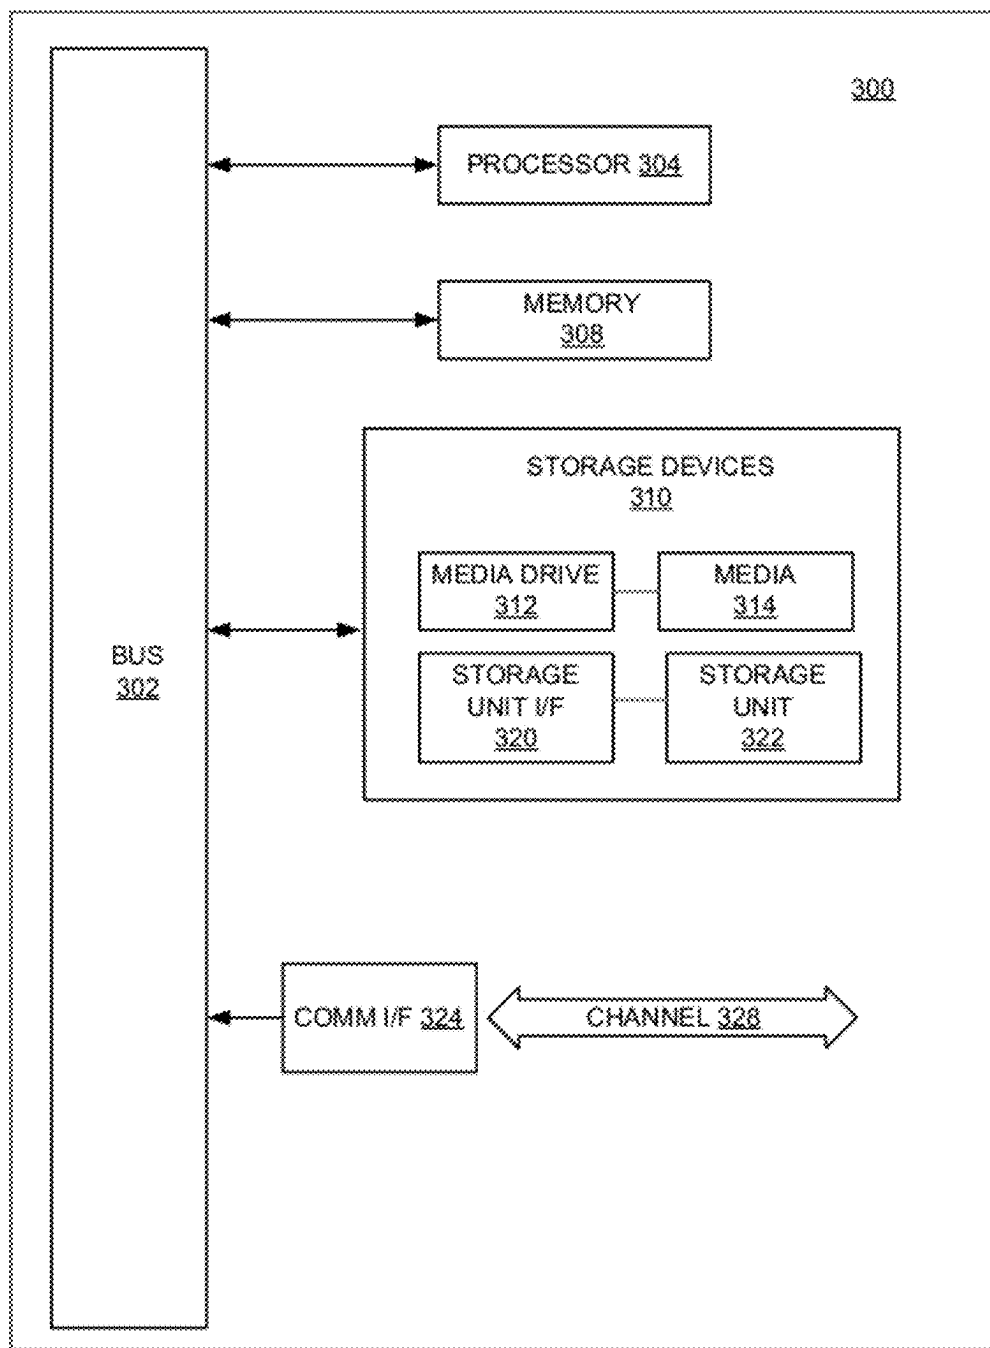 300
PROCESSOR 304
MEMORY
308
STORAGE DEVICES
310
MEDIA DRIVE
312
MEDIA
314
BUS
302
STORAGE
UNIT I/F
320
STORAGE
UNIT
322
COMM I/F 324
CHANNEL 328